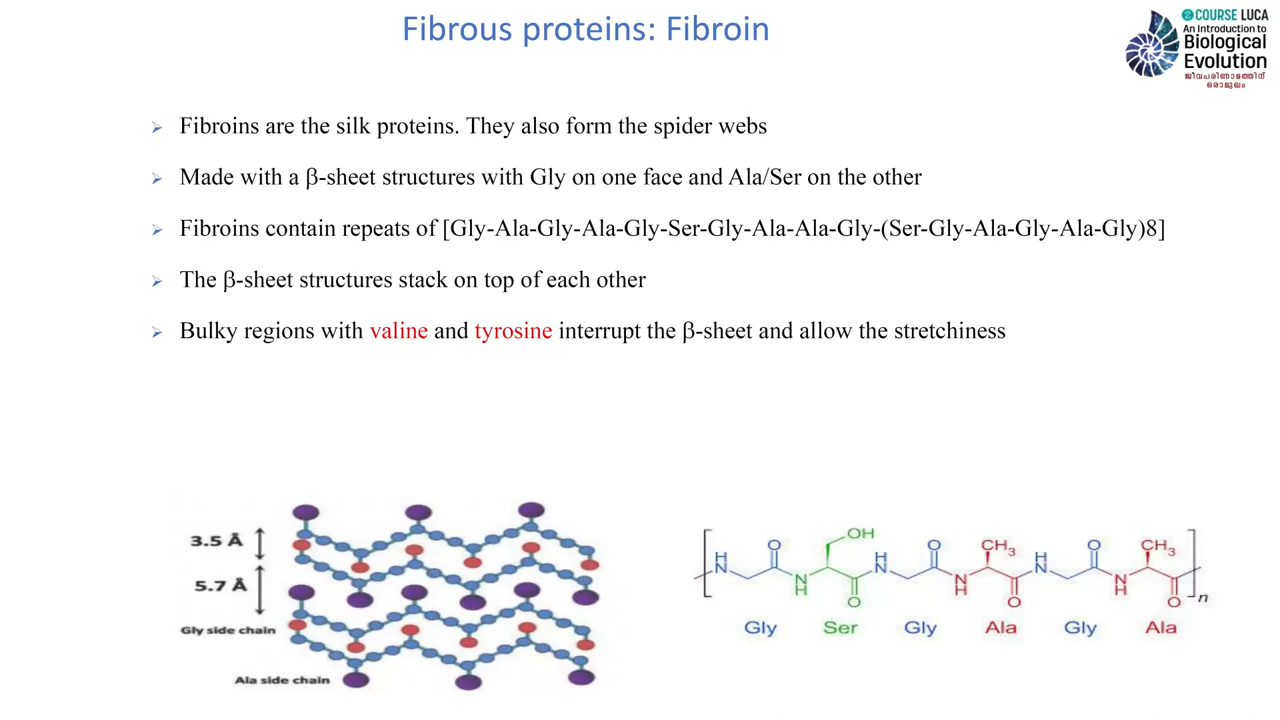 Fibrous proteins: Fibroin
COURSE LUCA
An Introduction to
Biological
Evolution
ജീവപരിണാമത്തിന്
ഒരാമുഖം
Fibroins are the silk proteins. They also form the spider webs
Made with a β-sheet structures with Gly on one face and Ala/Ser on the other
Fibroins contain repeats of [Gly-Ala-Gly-Ala-Gly-Ser-Gly-Ala-Ala-Gly-(Ser-Gly-Ala-Gly-Ala-Gly)8]
The β-sheet structures stack on top of each other
Bulky regions with valine and tyrosine interrupt the β-sheet and allow the stretchiness
3.5 Å
5.7 Å
Gly side chain
Ala side chain
OH
H O H O CH₃ H O CH₃
N N N N N N
H O H O H O n
Gly Ser Gly Ala Gly Ala